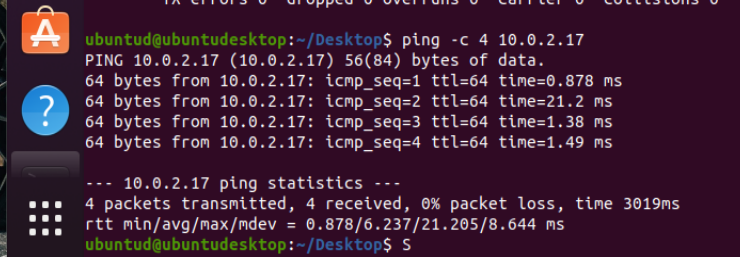 TX errors 0  dropped 0 overruns 0  carrier 0  collisions 0
ubuntud@ubuntudesktop:~/Desktop$ ping -c 4 10.0.2.17
PING 10.0.2.17 (10.0.2.17) 56(84) bytes of data.
64 bytes from 10.0.2.17: icmp_seq=1 ttl=64 time=0.878 ms
64 bytes from 10.0.2.17: icmp_seq=2 ttl=64 time=21.2 ms
64 bytes from 10.0.2.17: icmp_seq=3 ttl=64 time=1.38 ms
64 bytes from 10.0.2.17: icmp_seq=4 ttl=64 time=1.49 ms
--- 10.0.2.17 ping statistics ---
4 packets transmitted, 4 received, 0% packet loss, time 3019ms
rtt min/avg/max/mdev = 0.878/6.237/21.205/8.644 ms
ubuntud@ubuntudesktop:~/Desktop$ S